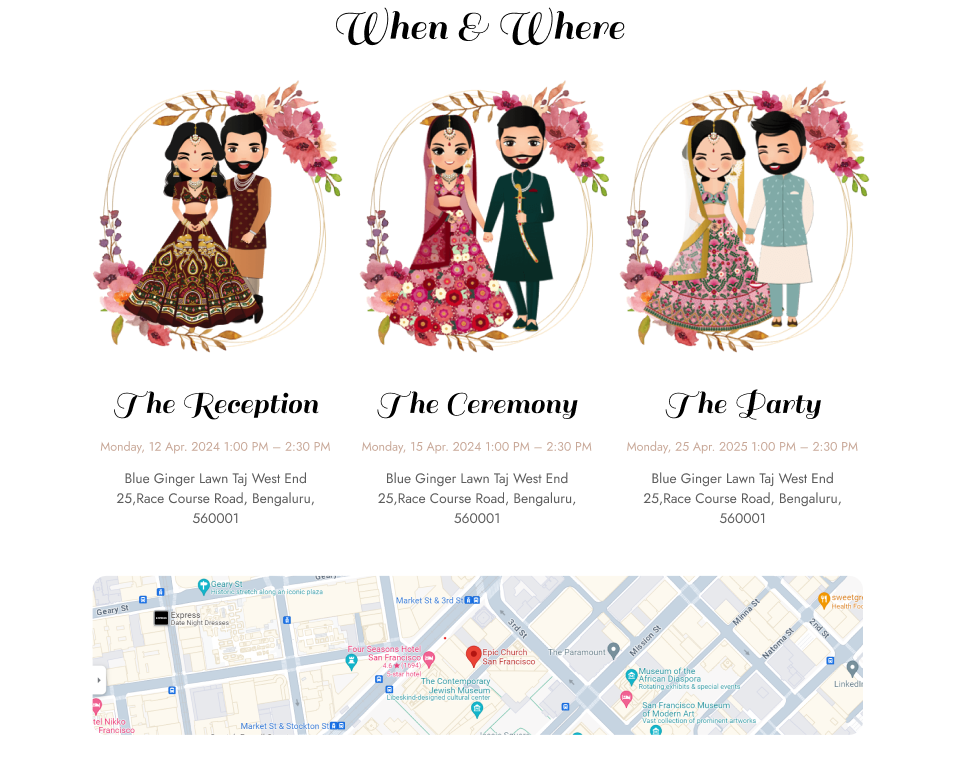 When & Where
The Reception
Monday, 12 Apr. 2024 1:00 PM – 2:30 PM
Blue Ginger Lawn Taj West End
25,Race Course Road, Bengaluru,
560001
The Ceremony
Monday, 15 Apr. 2024 1:00 PM – 2:30 PM
Blue Ginger Lawn Taj West End
25,Race Course Road, Bengaluru,
560001
The Party
Monday, 25 Apr. 2025 1:00 PM – 2:30 PM
Blue Ginger Lawn Taj West End
25,Race Course Road, Bengaluru,
560001
Geary St
Geary St
Historic stretch along an iconic plaza
Geary St
Express
Date Night Dresses
Market St & 3rd St
3rd St
Mission St
Minna St
Natoma St
2nd St
sweetgr
Health Foo
Four Seasons Hotel
San Francisco
4.6 ★ (1694)
5-star hotel
Epic Church
San Francisco
The Paramount
The Contemporary
Jewish Museum
Libeskind-designed cultural center
Museum of the
African Diaspora
Rotating exhibits & special events
LinkedIn
San Francisco Museum
of Modern Art
Vast collection of prominent artworks
tel Nikko
Francisco
Market St & Stockton St